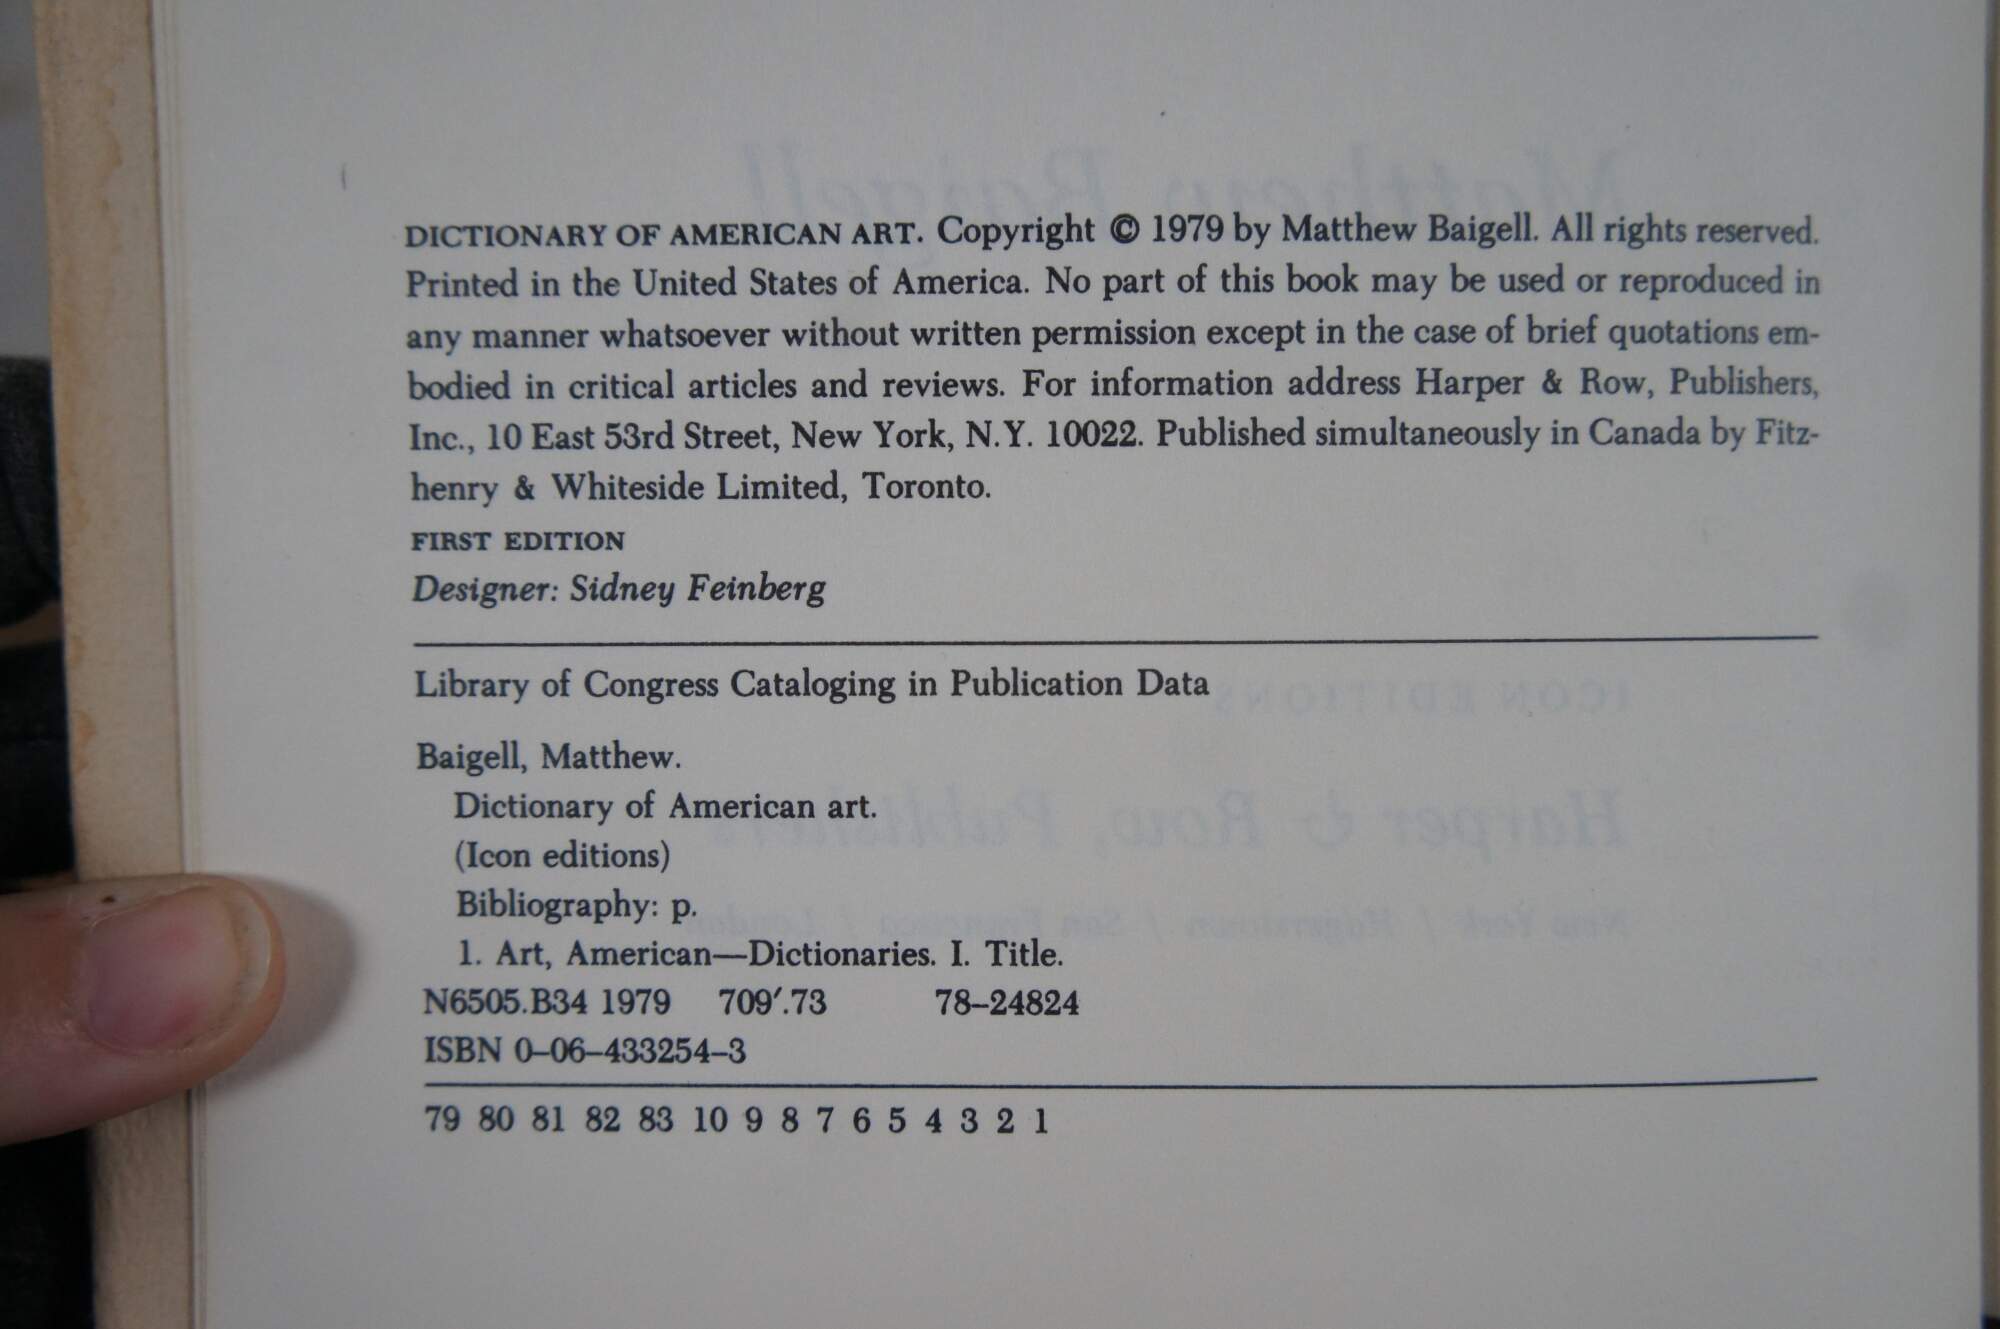 DICTIONARY OF AMERICAN ART. Copyright © 1979 by Matthew Baigell. All rights reserved.
Printed in the United States of America. No part of this book may be used or reproduced in
any manner whatsoever without written permission except in the case of brief quotations em-
bodied in critical articles and reviews. For information address Harper & Row, Publishers,
Inc., 10 East 53rd Street, New York, N.Y. 10022. Published simultaneously in Canada by Fitz-
henry & Whiteside Limited, Toronto.
FIRST EDITION
Designer: Sidney Feinberg
Library of Congress Cataloging in Publication Data
Baigell, Matthew.
Dictionary of American art.
(Icon editions)
Bibliography: p.
1. Art, American—Dictionaries. I. Title.
N6505.B34 1979 709′.73 78–24824
ISBN 0–06–433254–3
79 80 81 82 83 10 9 8 7 6 5 4 3 2 1